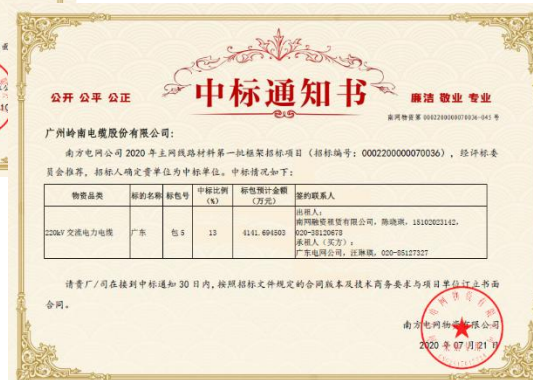 中标通知书
公开 公平 公正
廉洁 敬业 专业
南网物资第 0002200000070036-043 号
广州岭南电缆股份有限公司:
南方电网公司 2020 年主网线路材料第一批框架招标项目（招标编号：0002200000070036），经评标委
员会推荐，招标人确定贵单位为中标单位。中标情况如下：
物资品类 标的名称 标包号 中标比例（%） 标包预计金额（万元） 签约联系人
220kV 交流电力电缆 广东 包 5 13 4141.694503
出租人：
南网融资租赁有限公司，陈晓琪，18102023142，
020-38120678
承租人（买方）：
广东电网公司，汪琳琪，020-85127327
请贵厂/司在接到中标通知 30 日内，按照招标文件规定的合同版本及技术商务要求与项目单位订立书面
合同。
南方电网物资有限公司
2020 年 07 月 21 日